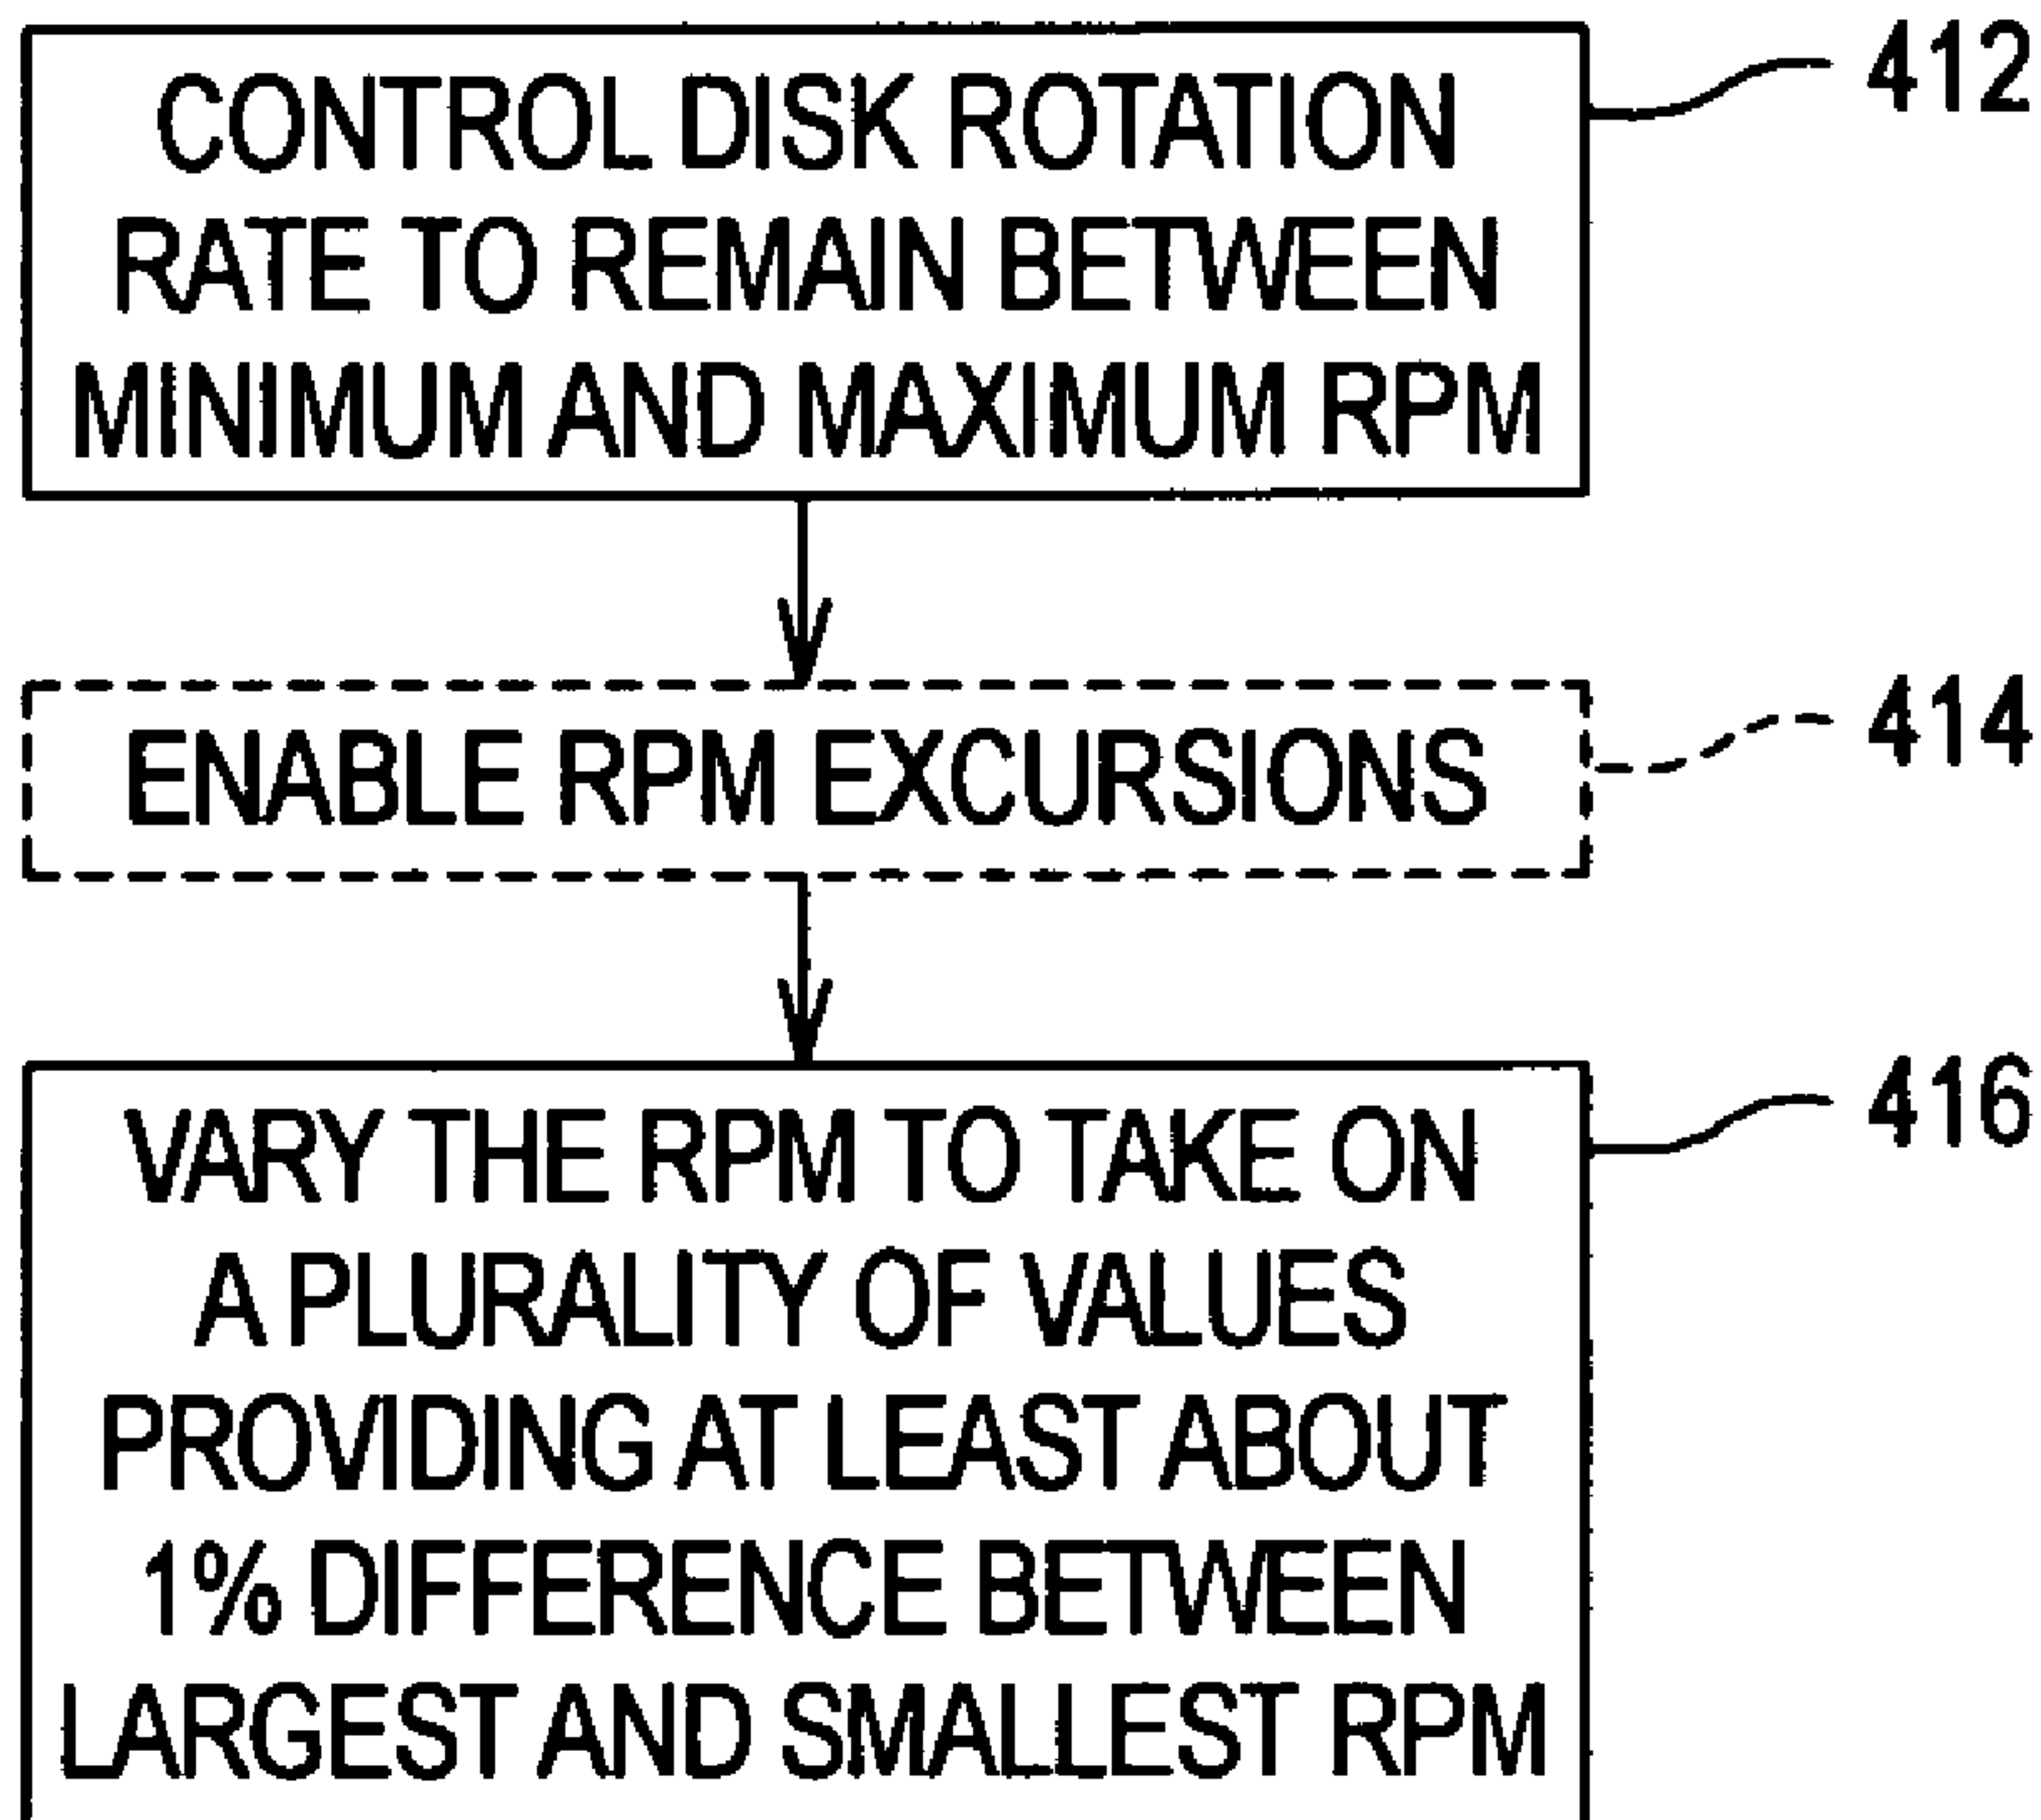 CONTROL DISK ROTATION
RATE TO REMAIN BETWEEN
MINIMUM AND MAXIMUM RPM
412
ENABLE RPM EXCURSIONS
414
VARY THE RPM TO TAKE ON
A PLURALITY OF VALUES
PROVIDING AT LEAST ABOUT
1% DIFFERENCE BETWEEN
LARGEST AND SMALLEST RPM
416